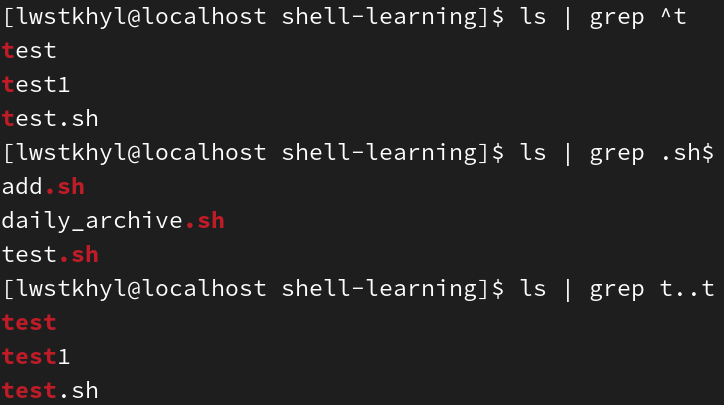 [lwstkhyl@localhost shell-learning]$ ls | grep ^t
test
test1
test.sh
[lwstkhyl@localhost shell-learning]$ ls | grep .sh$
add.sh
daily_archive.sh
test.sh
[lwstkhyl@localhost shell-learning]$ ls | grep t..t
test
test1
test.sh